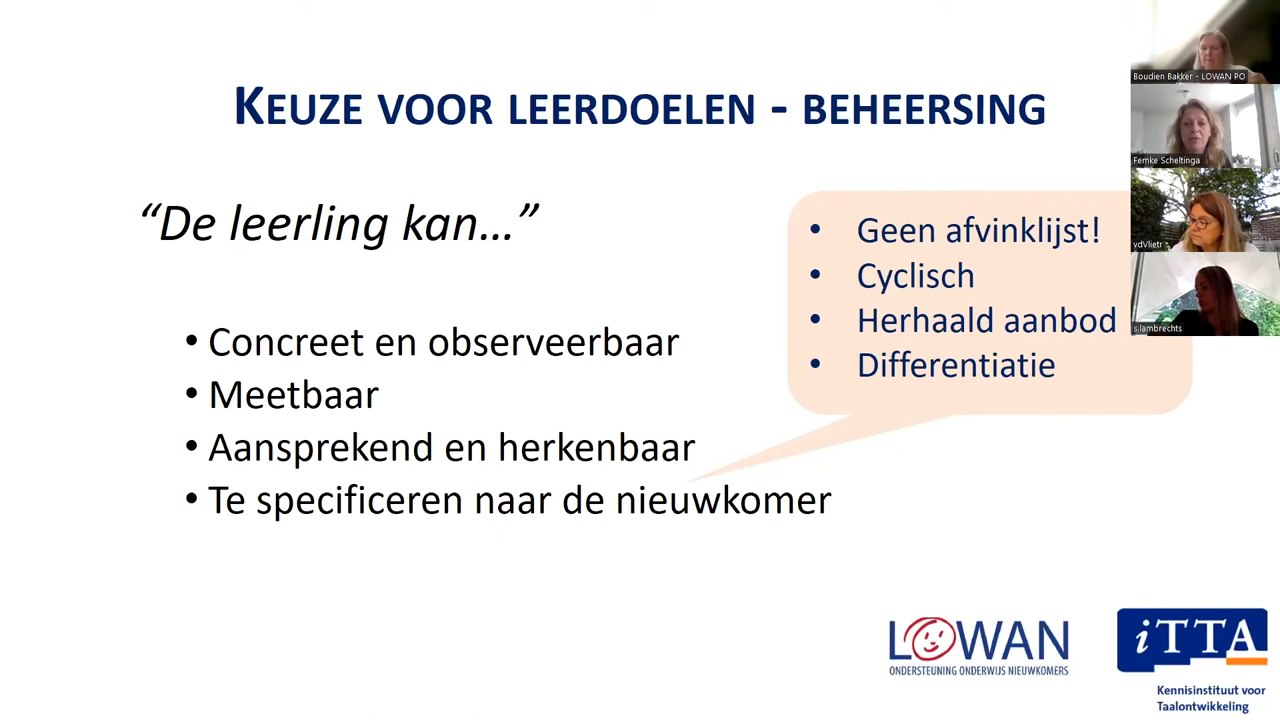 KEUZE VOOR LEERDOELEN - BEHEERSING
“De leerling kan…”
• Concreet en observeerbaar
• Meetbaar
• Aansprekend en herkenbaar
• Te specificeren naar de nieuwkomer
• Geen afvinklijst!
• Cyclisch
• Herhaald aanbod
• Differentiatie
Boudien Bakker - LOWAN PO
Femke Scheltinga
vdVlietr
s.lambrechts
LOWAN
ONDERSTEUNING ONDERWIJS NIEUWKOMERS
iTTA
Kennisinstituut voor
Taalontwikkeling